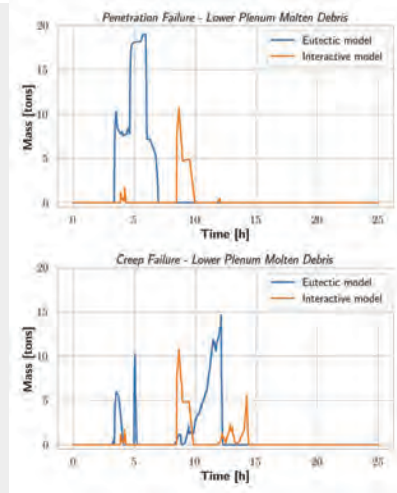 Penetration Failure - Lower Plenum Molten Debris
20
15
10
5
0
Mass [tons]
Eutectic model
Interactive model
0 5 10 15 20 25
Time [h]
Creep Failure - Lower Plenum Molten Debris
20
15
10
5
0
Mass [tons]
Eutectic model
Interactive model
0 5 10 15 20 25
Time [h]